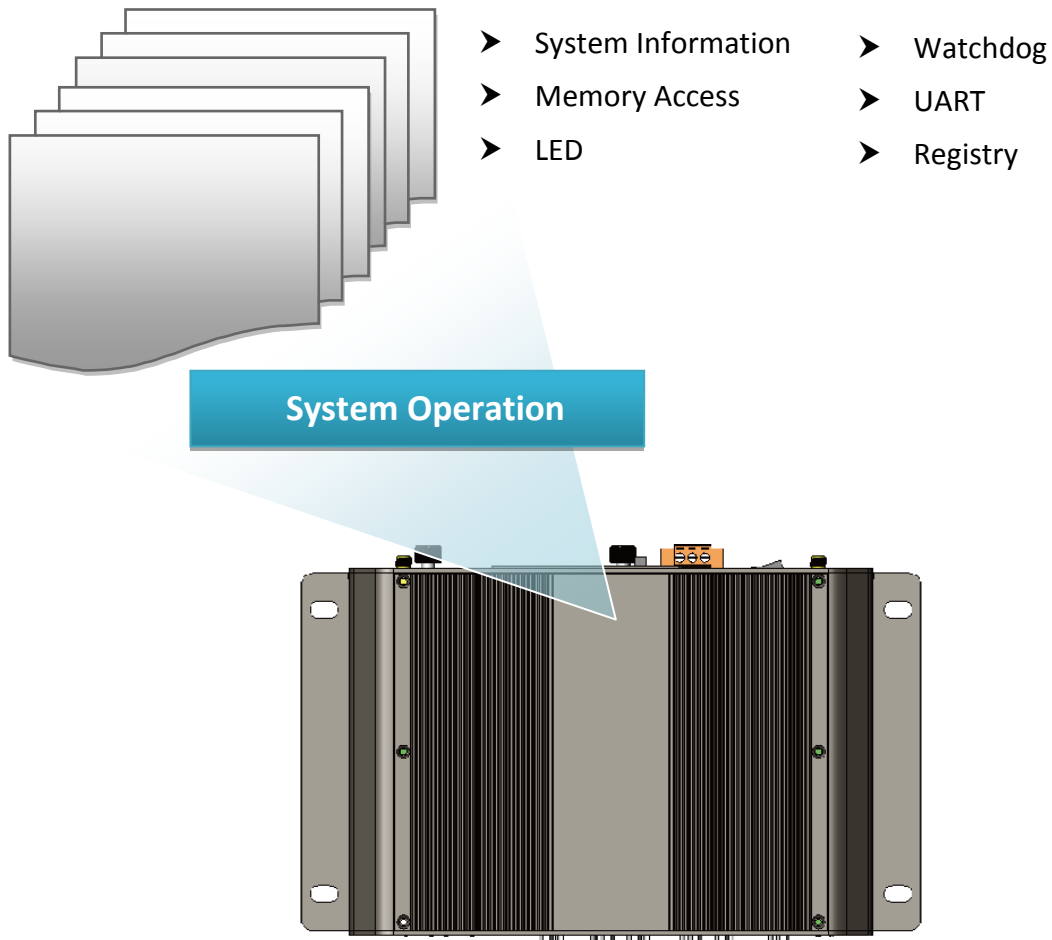 ➤ System Information
➤ Memory Access
➤ LED
➤ Watchdog
➤ UART
➤ Registry
System Operation